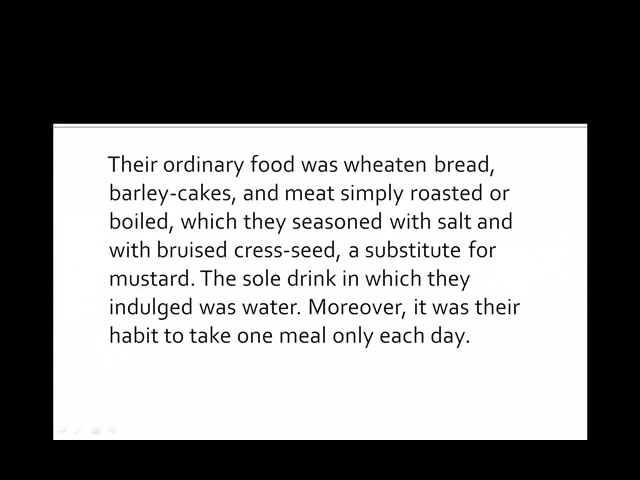 Their ordinary food was wheaten bread,
barley-cakes, and meat simply roasted or
boiled, which they seasoned with salt and
with bruised cress-seed, a substitute for
mustard. The sole drink in which they
indulged was water. Moreover, it was their
habit to take one meal only each day.